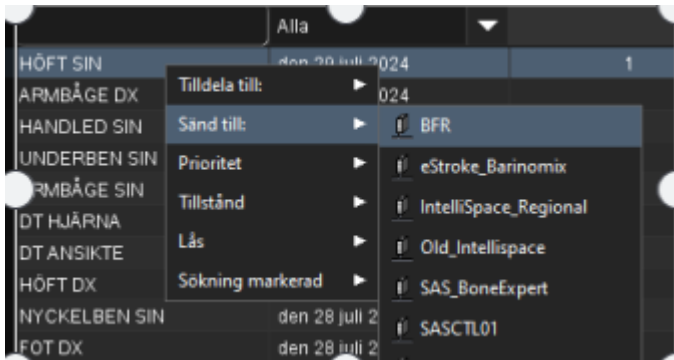 Alla
HÖFT SIN den 29 juli 2024 1
ARMBÅGE DX 024
HANDLED SIN
UNDERBEN SIN
RMBÅGE SIN
DT HJÄRNA
DT ANSIKTE
HÖFT DX
NYCKELBEN SIN den 28 juli 2
FOT DX den 28 juli 2
Tilldela till:
Sänd till:
Prioritet
Tillstånd
Lås
Sökning markerad
BFR
eStroke_Barinomix
IntelliSpace_Regional
Old_Intellispace
SAS_BoneExpert
SASCTL01